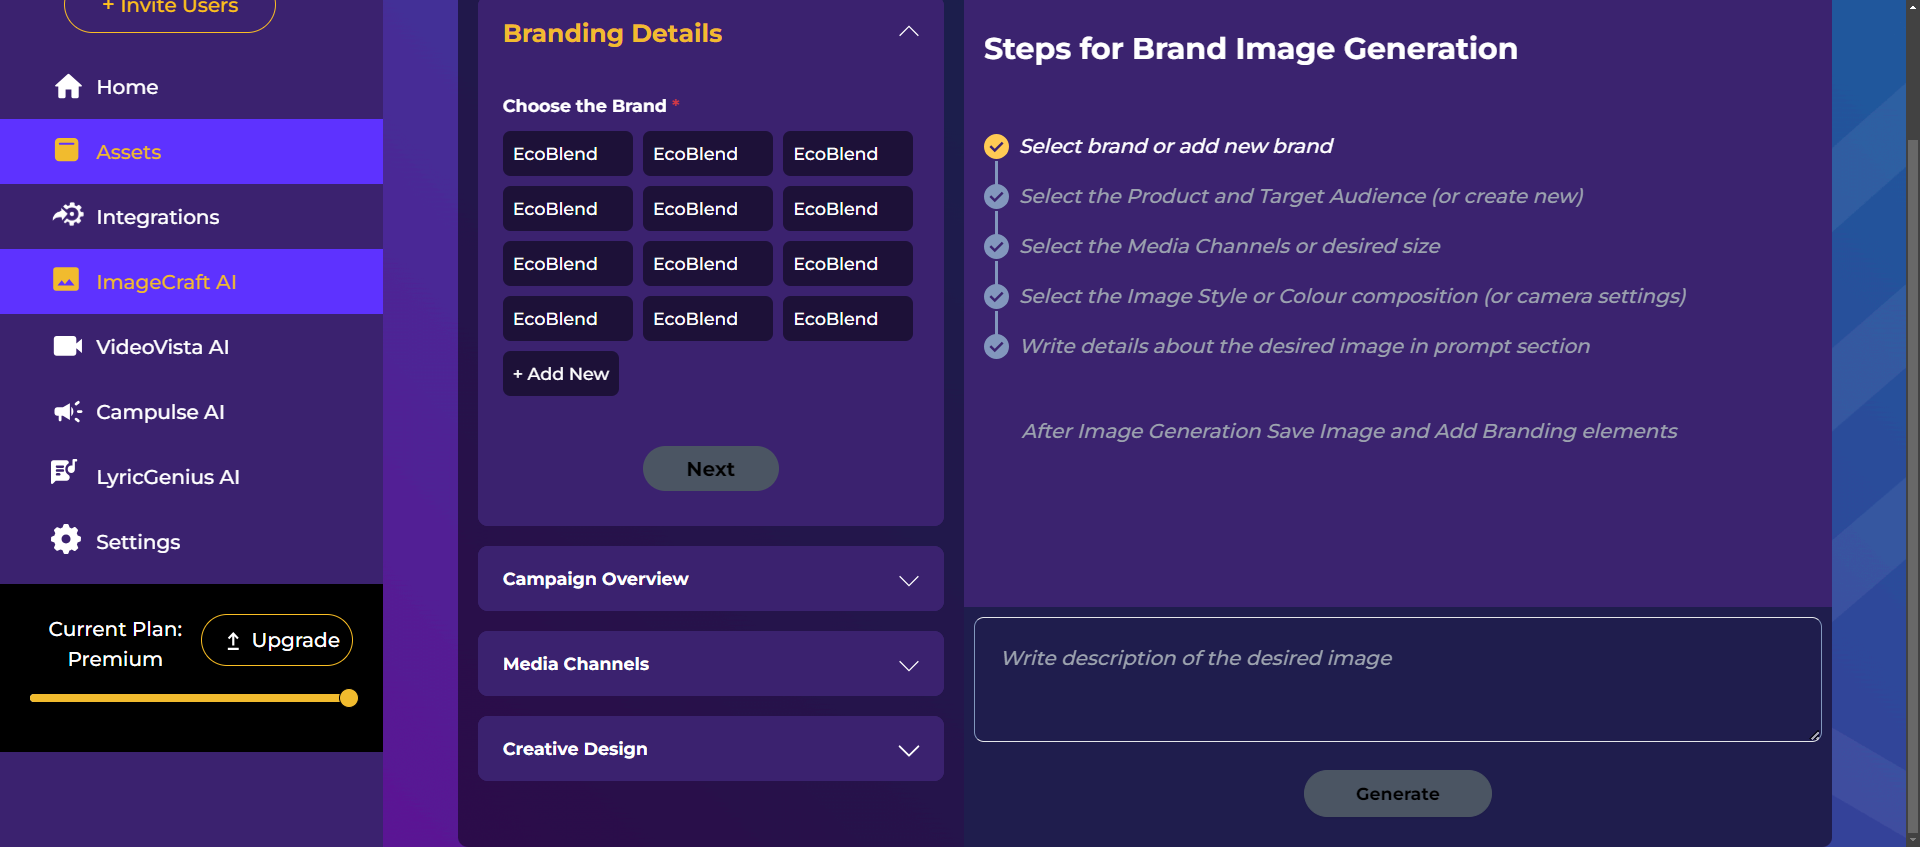 + Invite Users
Home
Assets
Integrations
ImageCraft AI
VideoVista AI
Campulse AI
LyricGenius AI
Settings
Current Plan:
Premium
Upgrade
Branding Details
Choose the Brand *
EcoBlend EcoBlend EcoBlend
EcoBlend EcoBlend EcoBlend
EcoBlend EcoBlend EcoBlend
EcoBlend EcoBlend EcoBlend
+ Add New
Next
Campaign Overview
Media Channels
Creative Design
Steps for Brand Image Generation
Select brand or add new brand
Select the Product and Target Audience (or create new)
Select the Media Channels or desired size
Select the Image Style or Colour composition (or camera settings)
Write details about the desired image in prompt section
After Image Generation Save Image and Add Branding elements
Write description of the desired image
Generate